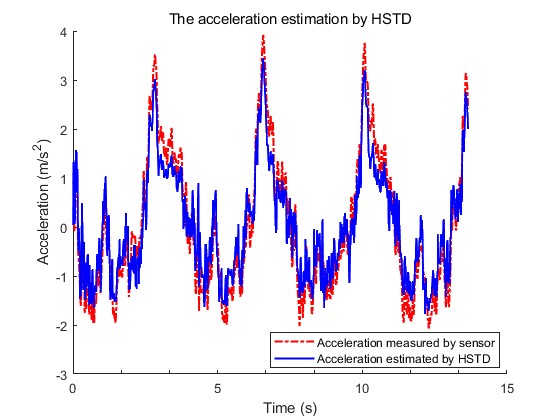 The acceleration estimation by HSTD
4
3
2
1
0
-1
-2
-3
Acceleration (m/s²)
Acceleration measured by sensor
Acceleration estimated by HSTD
0
5
10
15
Time (s)